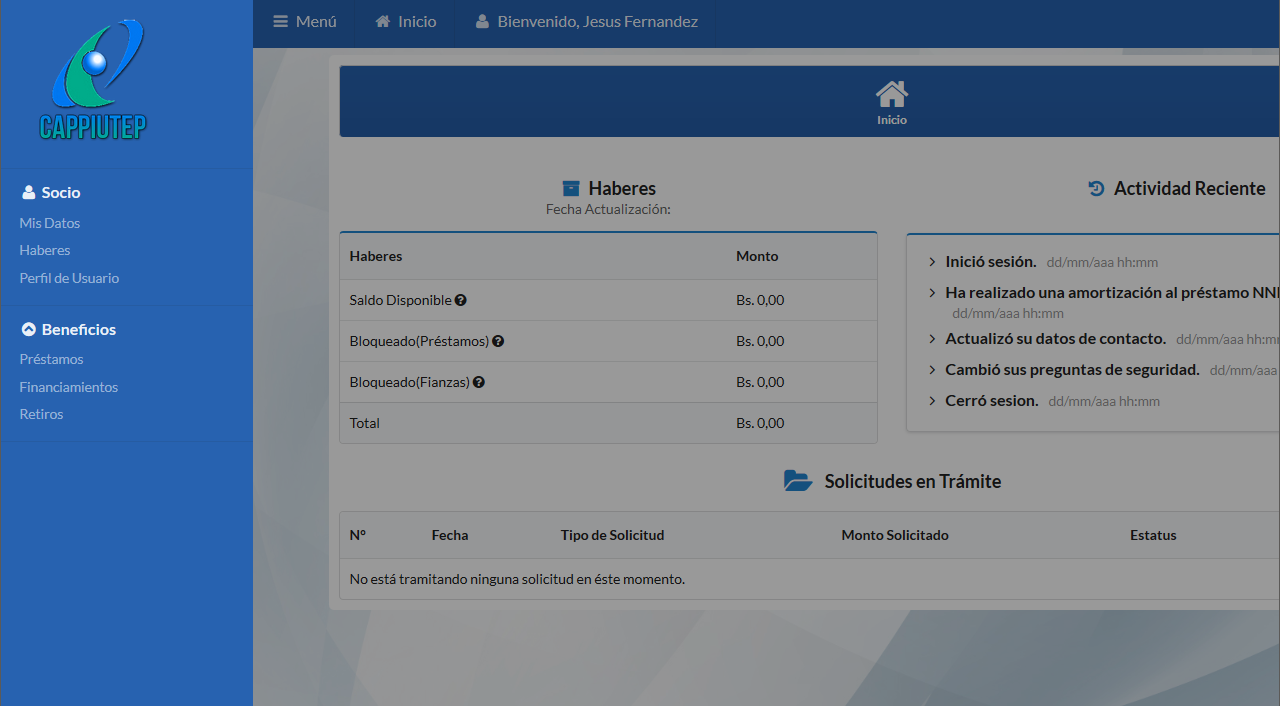 CAPPIUTEP
Socio
Mis Datos
Haberes
Perfil de Usuario
Beneficios
Préstamos
Financiamientos
Retiros
Menú Inicio Bienvenido, Jesus Fernandez
Inicio
Haberes
Fecha Actualización:
Haberes Monto
Saldo Disponible Bs. 0,00
Bloqueado(Préstamos) Bs. 0,00
Bloqueado(Fianzas) Bs. 0,00
Total Bs. 0,00
Actividad Reciente
Inició sesión. dd/mm/aaa hh:mm
Ha realizado una amortización al préstamo
dd/mm/aaa hh:mm
Actualizó su datos de contacto. dd/mm/aaa
Cambió sus preguntas de seguridad. dd/mm/aaa
Cerró sesion. dd/mm/aaa hh:mm
Solicitudes en Trámite
Nº Fecha Tipo de Solicitud Monto Solicitado Estatus
No está tramitando ninguna solicitud en éste momento.